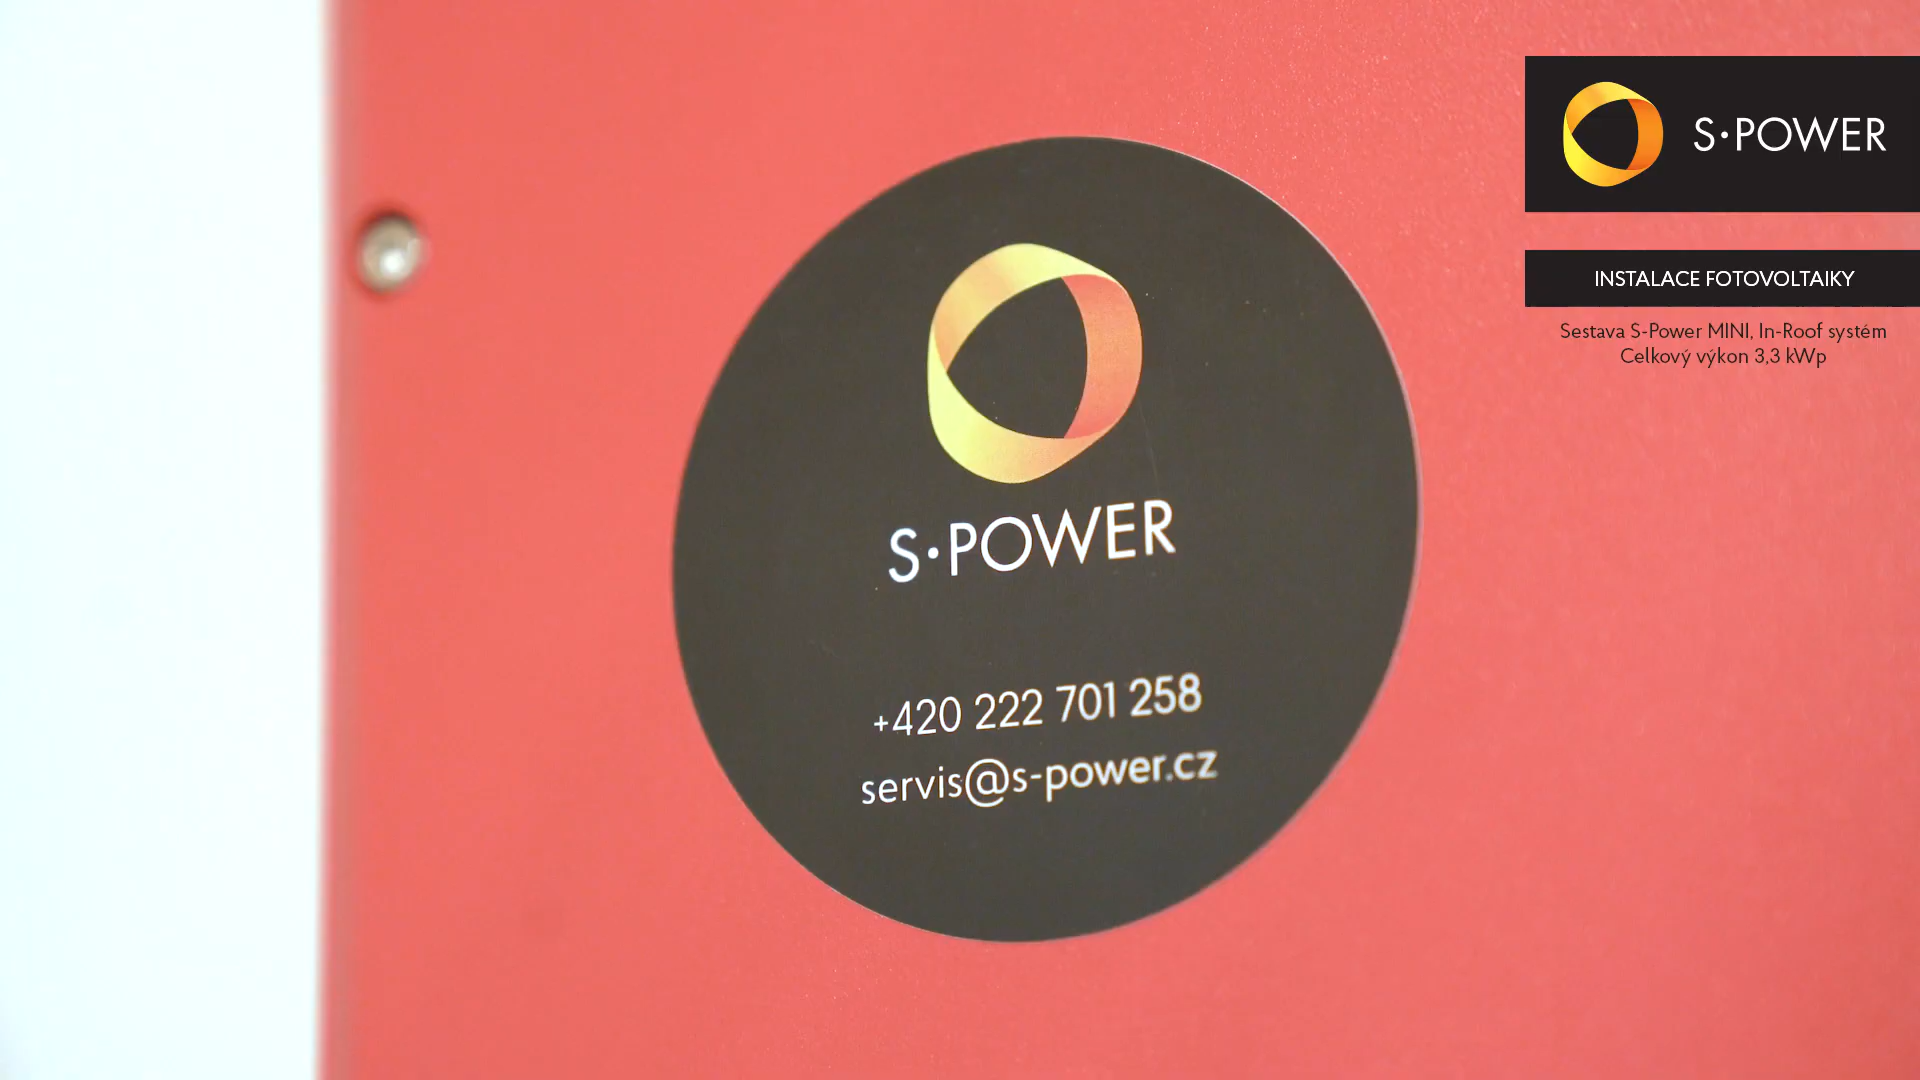 S·POWER
+420 222 701 258
servis@s-power.cz
S·POWER
INSTALACE FOTOVOLTAIKY
Sestava S-Power MINI, In-Roof systém
Celkový výkon 3,3 kWp